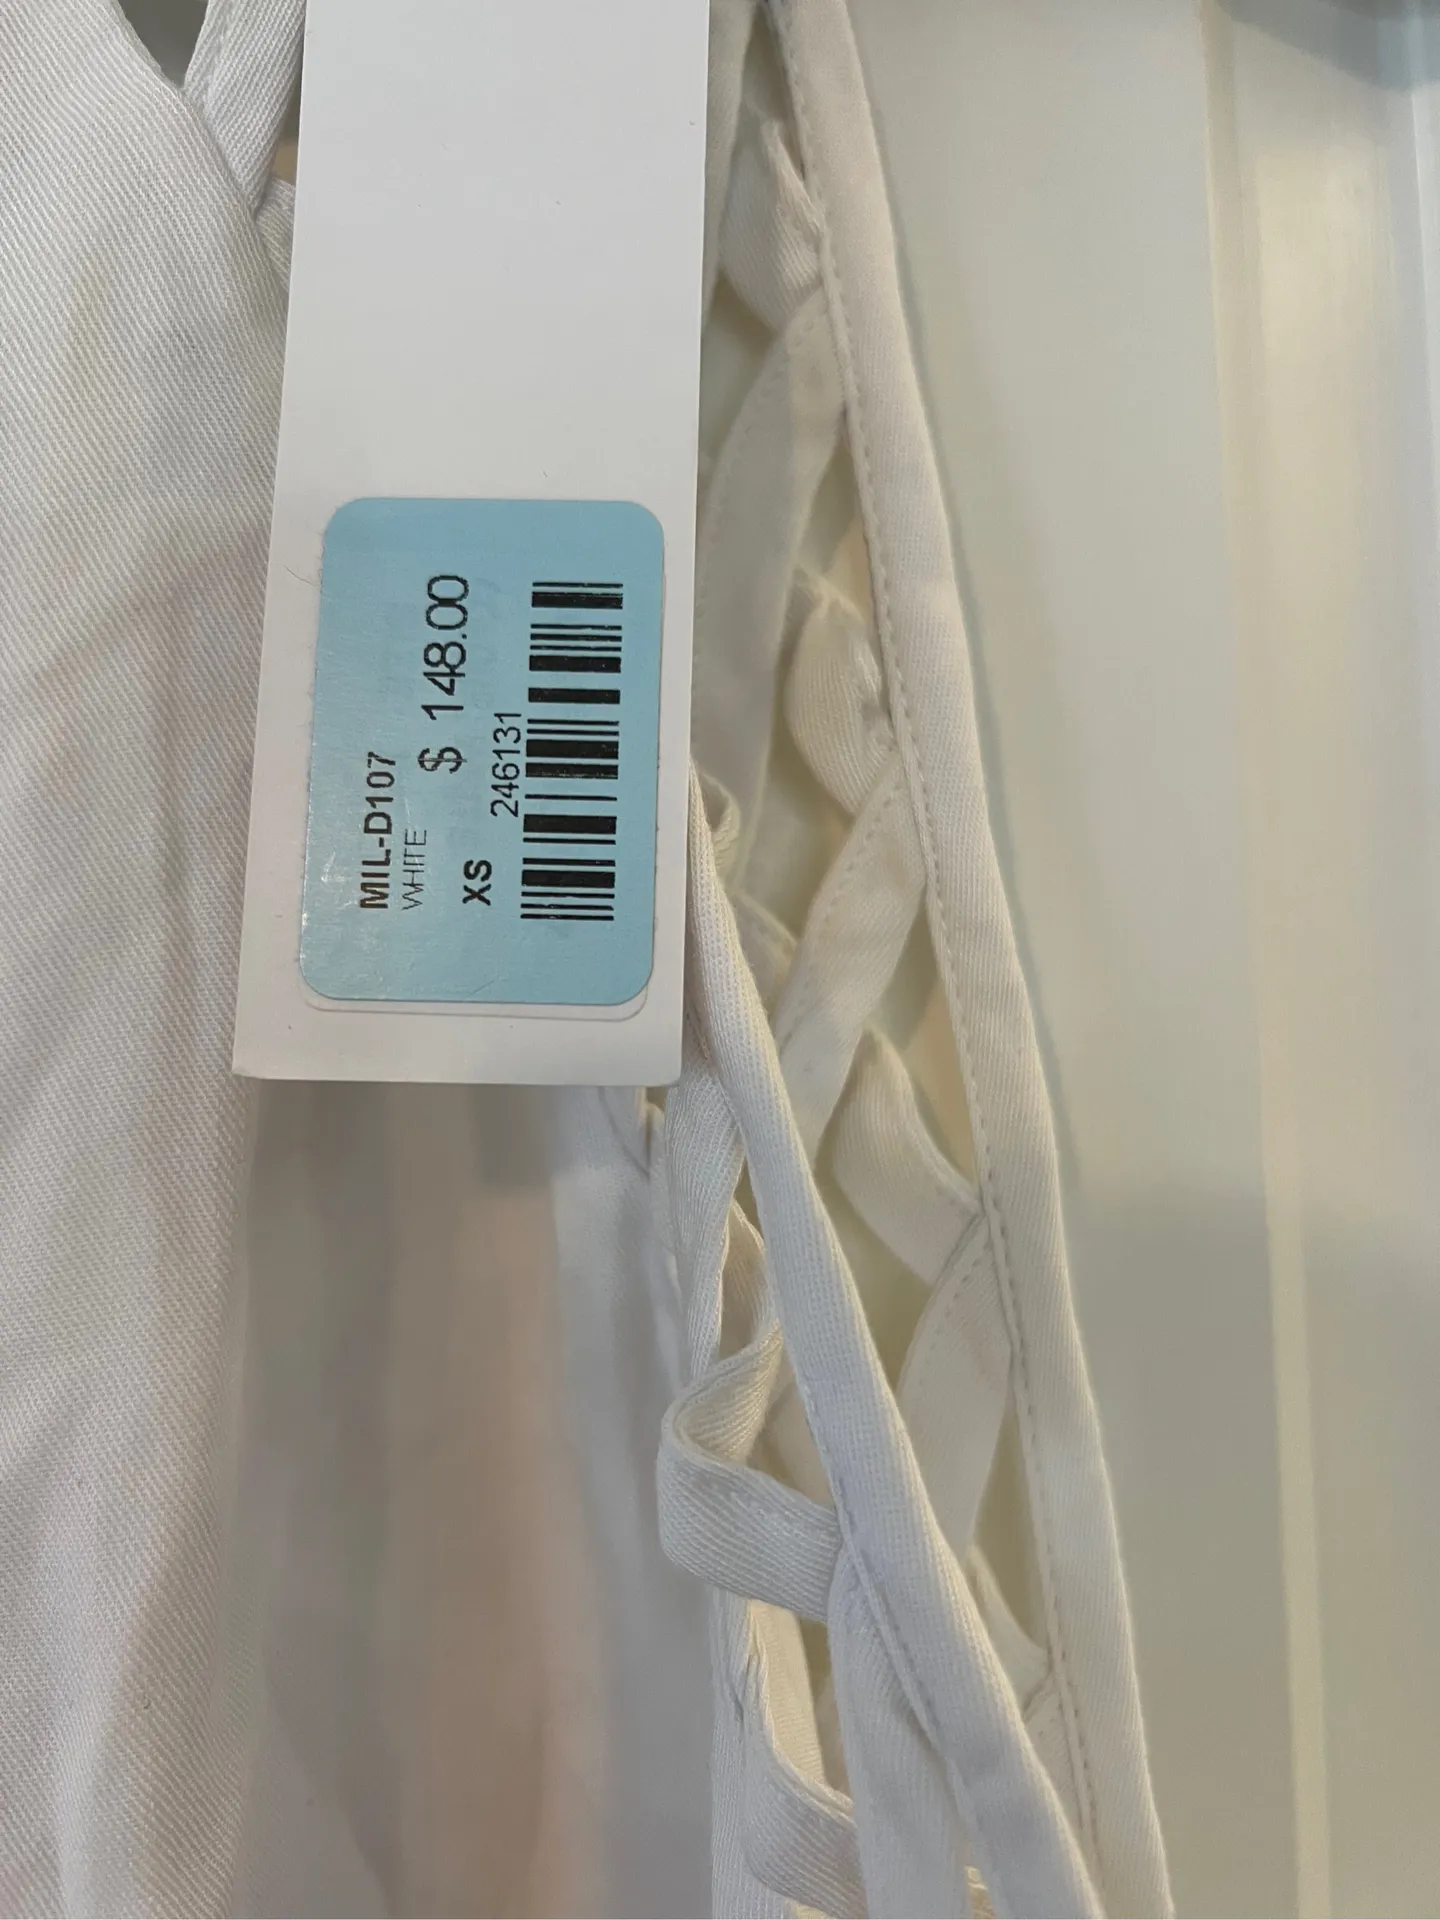 MIL-D107
WHITE
$ 148.00
XS
246131